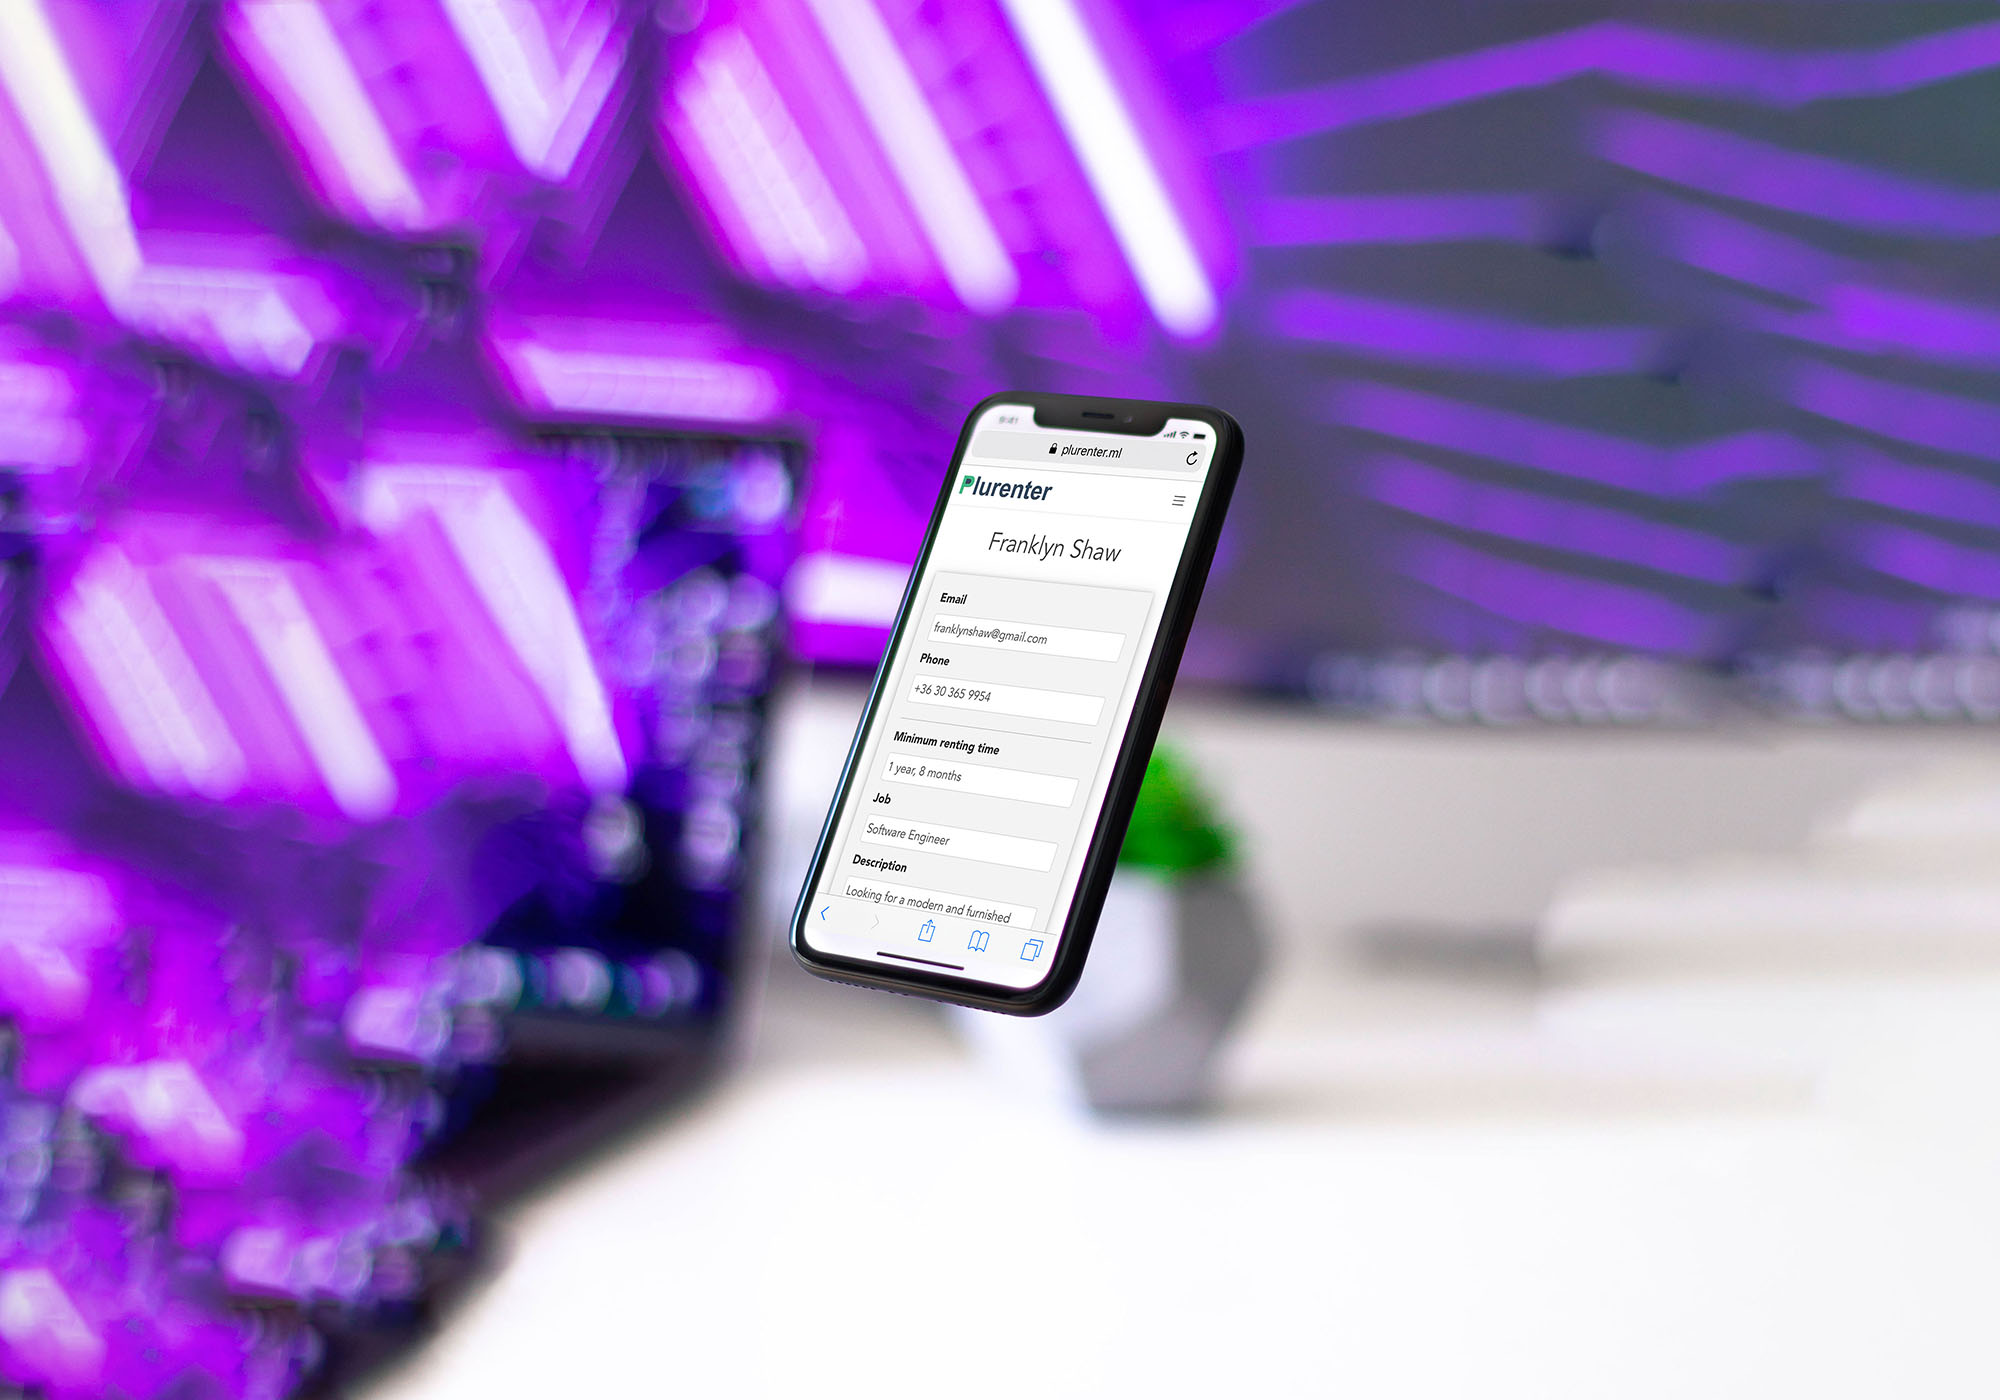 9:41
plurenter.ml
Plurenter
Franklyn Shaw
Email
franklynshaw@gmail.com
Phone
+36 30 365 9954
Minimum renting time
1 year, 8 months
Job
Software Engineer
Description
Looking for a modern and furnished